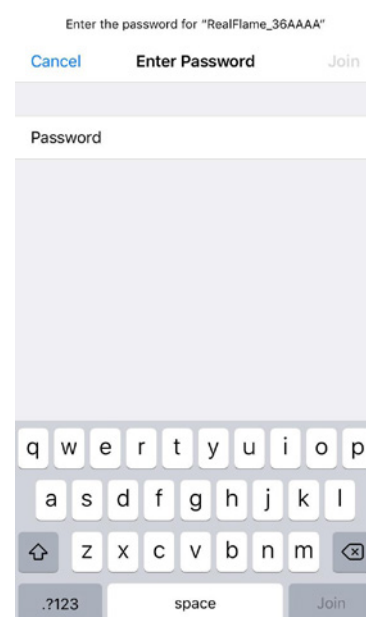 Enter the password for “RealFlame_36AAAA”
Cancel Enter Password Join
Password
q w e r t y u i o p
a s d f g h j k l
z x c v b n m
.?123 space Join